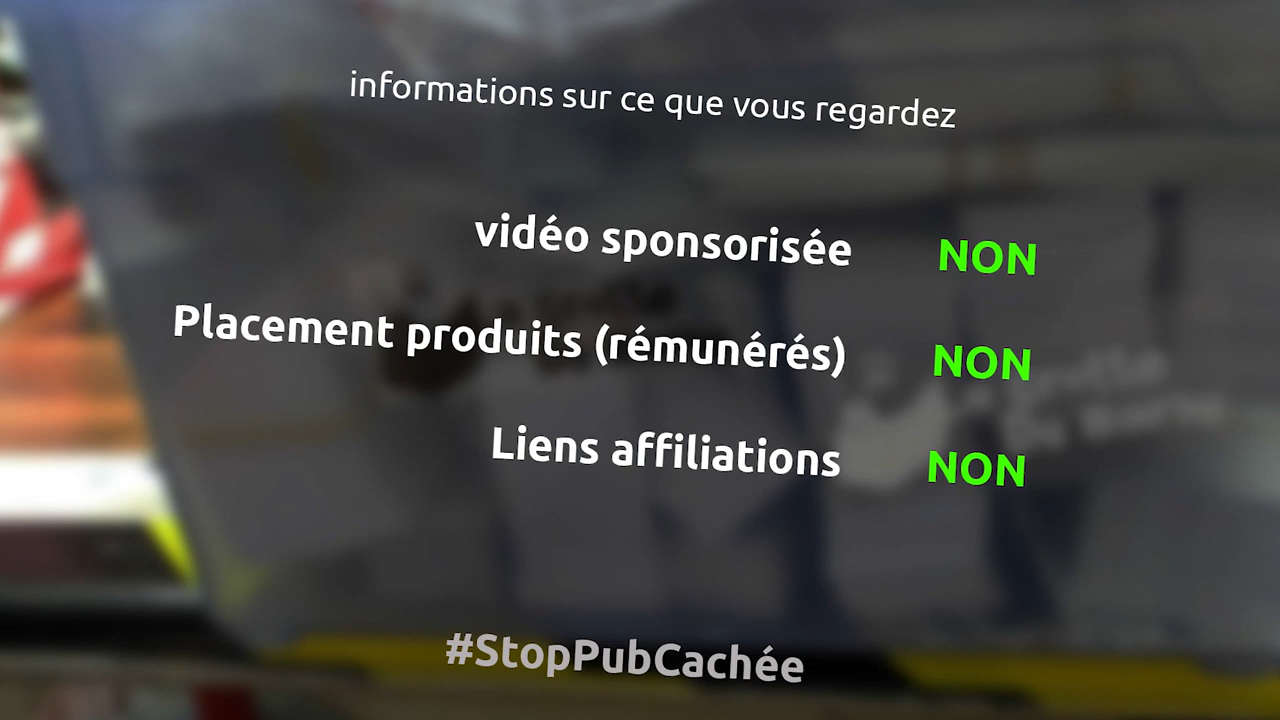 informations sur ce que vous regardez
vidéo sponsorisée NON
Placement produits (rémunérés) NON
Liens affiliations NON
#StopPubCachée